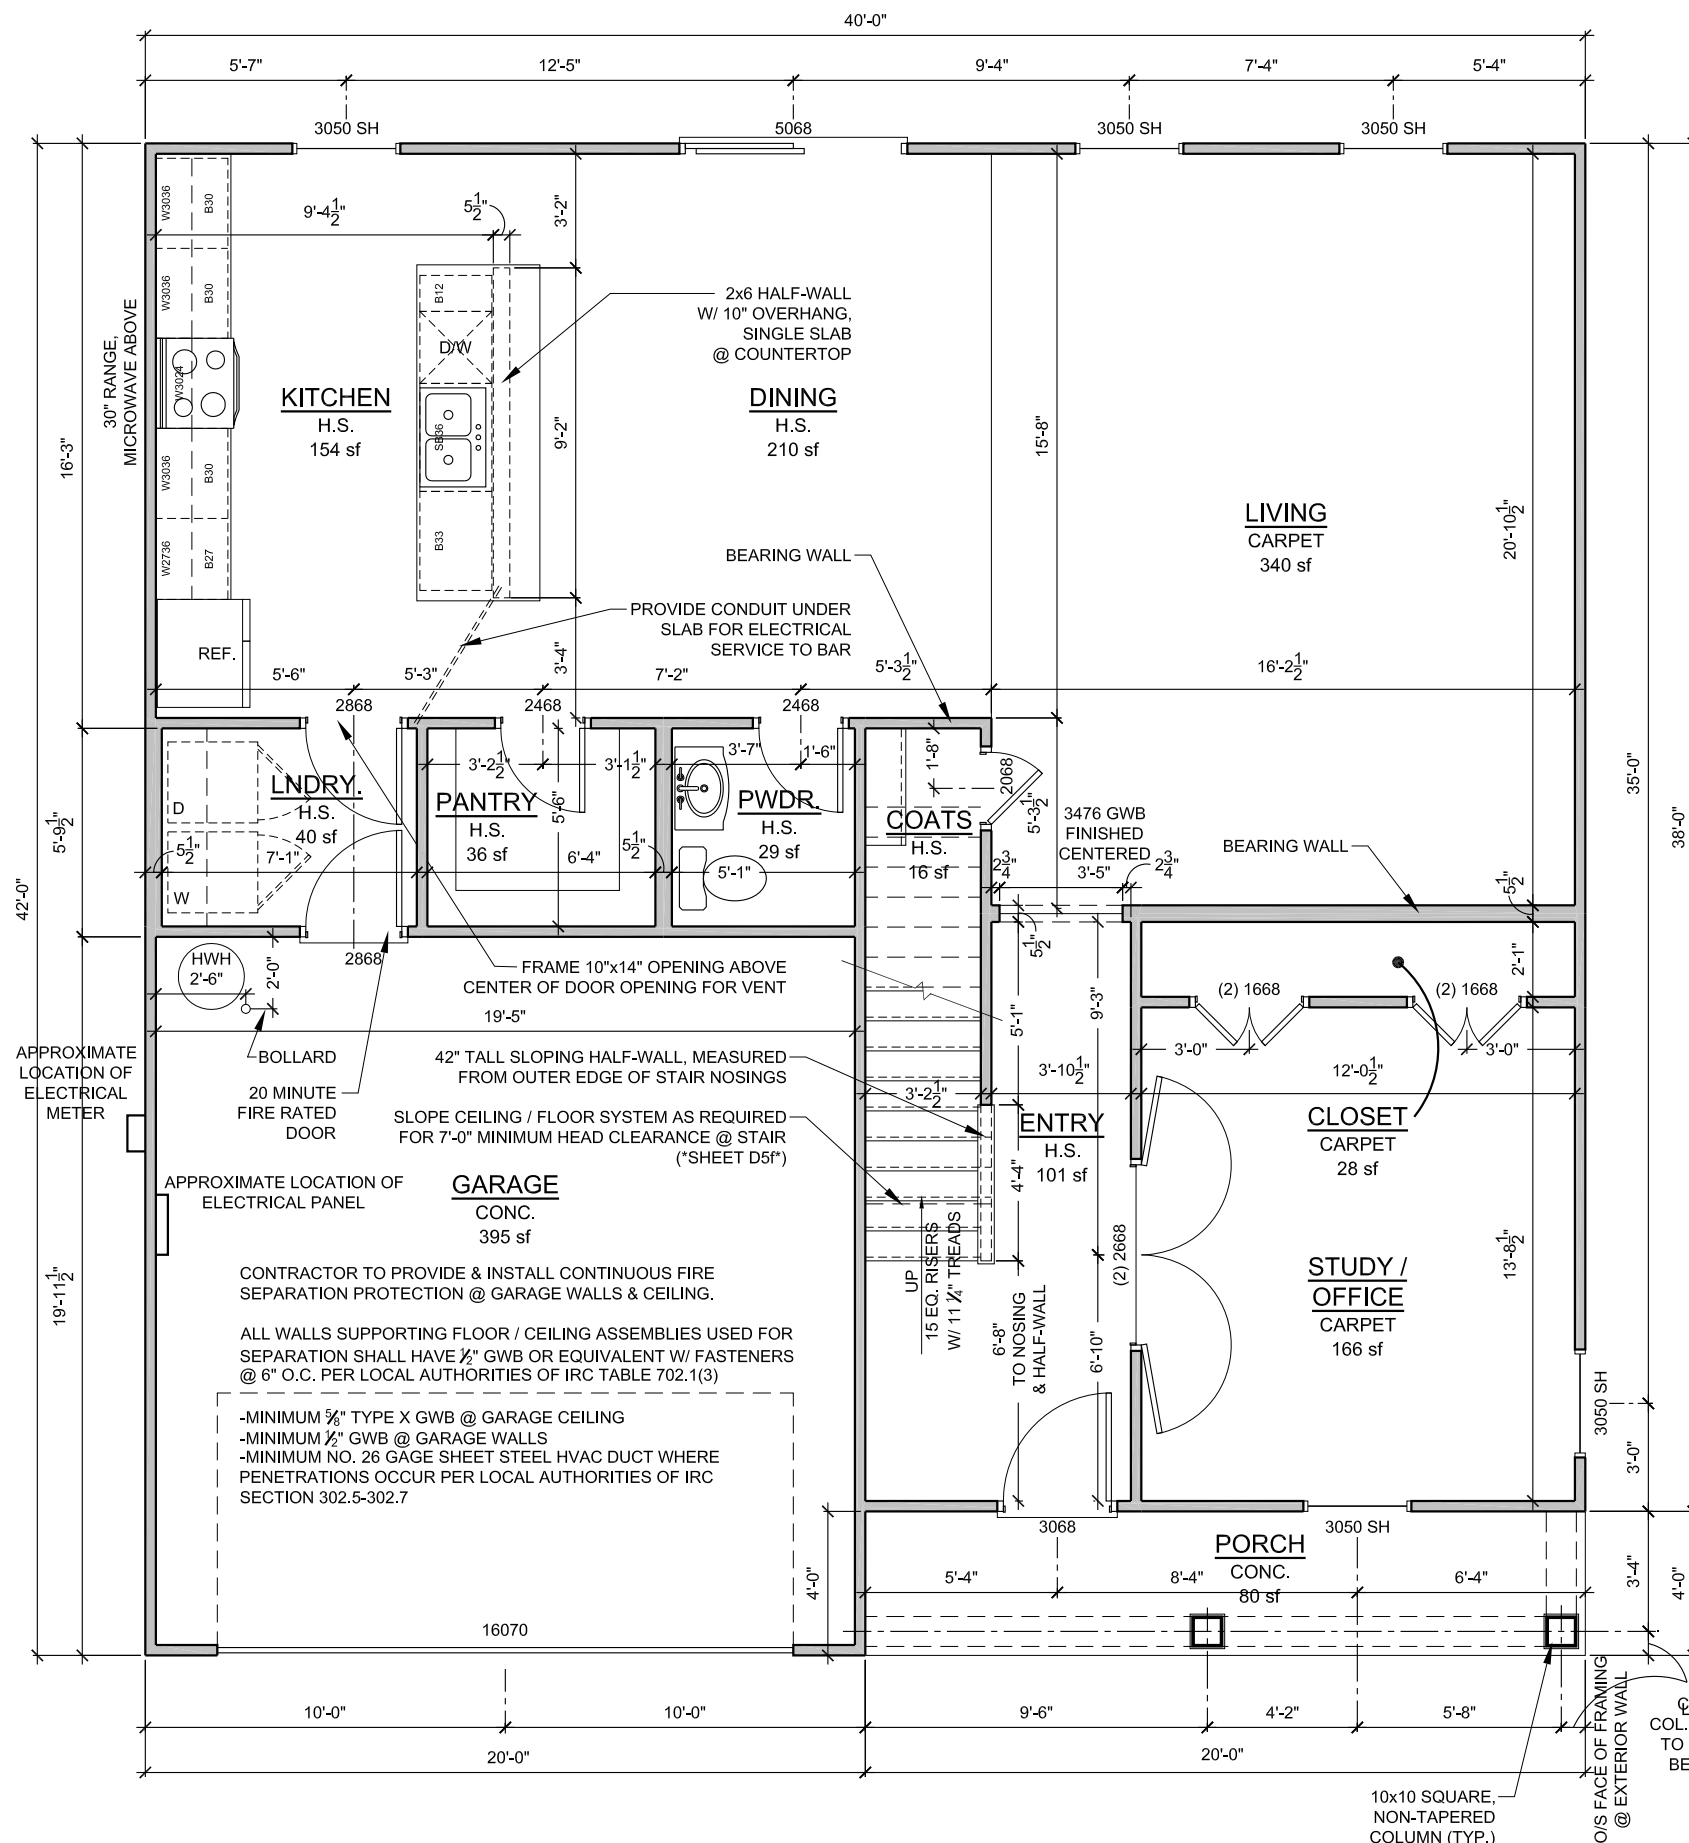 40'-0"
5'-7"
12'-5"
9'-4"
7'-4"
5'-4"
3050 SH
5068
3050 SH
3050 SH
W3036
B30
9'-4 1/2"
5 1/2"
3'-2"
W3036
B30
B12
2x6 HALF-WALL
W/ 10" OVERHANG,
SINGLE SLAB
@ COUNTERTOP
30" RANGE,
MICROWAVE ABOVE
W3024
D/W
KITCHEN
H.S.
154 sf
DINING
H.S.
210 sf
SB36
9'-2"
15'-8"
16'-3"
W3036
B30
W2736
B27
B33
LIVING
CARPET
340 sf
20'-10 1/2"
35'-0"
38'-0"
42'-0"
BEARING WALL
PROVIDE CONDUIT UNDER
SLAB FOR ELECTRICAL
SERVICE TO BAR
REF.
3'-4"
5'-6"
5'-3"
7'-2"
5'-3 1/2"
16'-2 1/2"
2868
2468
2468
3'-2 1/2"
3'-1 1/2"
3'-7"
1'-6"
1'-8"
2068
5'-3 1/2"
LNDRY.
H.S.
40 sf
D
W
5 1/2"
7'-1"
5'-9 1/2"
PANTRY
H.S.
36 sf
5'-6"
6'-4"
5 1/2"
PWDR.
H.S.
29 sf
5'-1"
COATS
H.S.
16 sf
3476 GWB
FINISHED
CENTERED
2 3/4"
3'-5"
2 3/4"
BEARING WALL
5 1/2"
5 1/2"
HWH
2'-6"
2'-0"
2868
FRAME 10"x14" OPENING ABOVE
CENTER OF DOOR OPENING FOR VENT
19'-5"
5'-1"
9'-3"
2'-1"
(2) 1668
(2) 1668
3'-0"
3'-0"
BOLLARD
APPROXIMATE
LOCATION OF
ELECTRICAL
METER
20 MINUTE
FIRE RATED
DOOR
42" TALL SLOPING HALF-WALL, MEASURED
FROM OUTER EDGE OF STAIR NOSINGS
SLOPE CEILING / FLOOR SYSTEM AS REQUIRED
FOR 7'-0" MINIMUM HEAD CLEARANCE @ STAIR
(*SHEET D5f*)
3'-2 1/2"
3'-10 1/2"
12'-0 1/2"
ENTRY
H.S.
101 sf
4'-4"
CLOSET
CARPET
28 sf
APPROXIMATE LOCATION OF
ELECTRICAL PANEL
GARAGE
CONC.
395 sf
19'-11 1/2"
UP
15 EQ. RISERS
W/ 11 1/4" TREADS
(2) 2668
STUDY /
OFFICE
CARPET
166 sf
13'-8 1/2"
CONTRACTOR TO PROVIDE & INSTALL CONTINUOUS FIRE
SEPARATION PROTECTION @ GARAGE WALLS & CEILING.
ALL WALLS SUPPORTING FLOOR / CEILING ASSEMBLIES USED FOR
SEPARATION SHALL HAVE 1/2" GWB OR EQUIVALENT W/ FASTENERS
@ 6" O.C. PER LOCAL AUTHORITIES OF IRC TABLE 702.1(3)
-MINIMUM 5/8" TYPE X GWB @ GARAGE CEILING
-MINIMUM 1/2" GWB @ GARAGE WALLS
-MINIMUM NO. 26 GAGE SHEET STEEL HVAC DUCT WHERE
PENETRATIONS OCCUR PER LOCAL AUTHORITIES OF IRC
SECTION 302.5-302.7
6'-8"
TO NOSING
& HALF-WALL
6'-10"
3050 SH
3'-0"
3068
3050 SH
PORCH
CONC.
80 sf
4'-0"
5'-4"
8'-4"
6'-4"
3'-4"
4'-0"
16070
10'-0"
10'-0"
9'-6"
4'-2"
5'-8"
20'-0"
20'-0"
O/S FACE OF FRAMING
@ EXTERIOR WALL
COL.
TO
BE
10x10 SQUARE,
NON-TAPERED
COLUMN (TYP.)